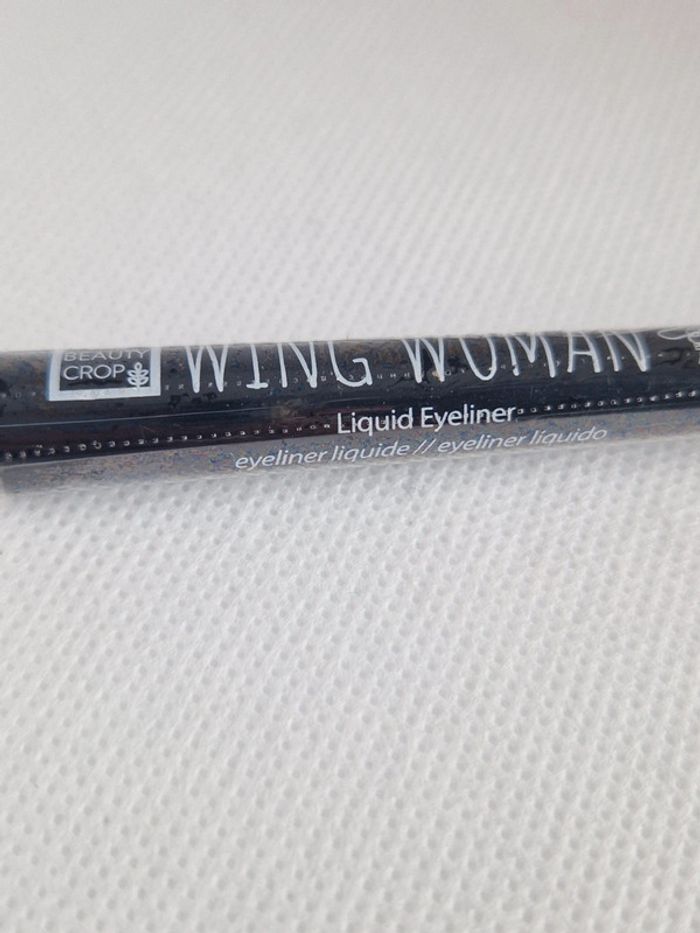 BEAUTY
CROP
WING WOMAN
Liquid Eyeliner
eyeliner liquide // eyeliner liquido